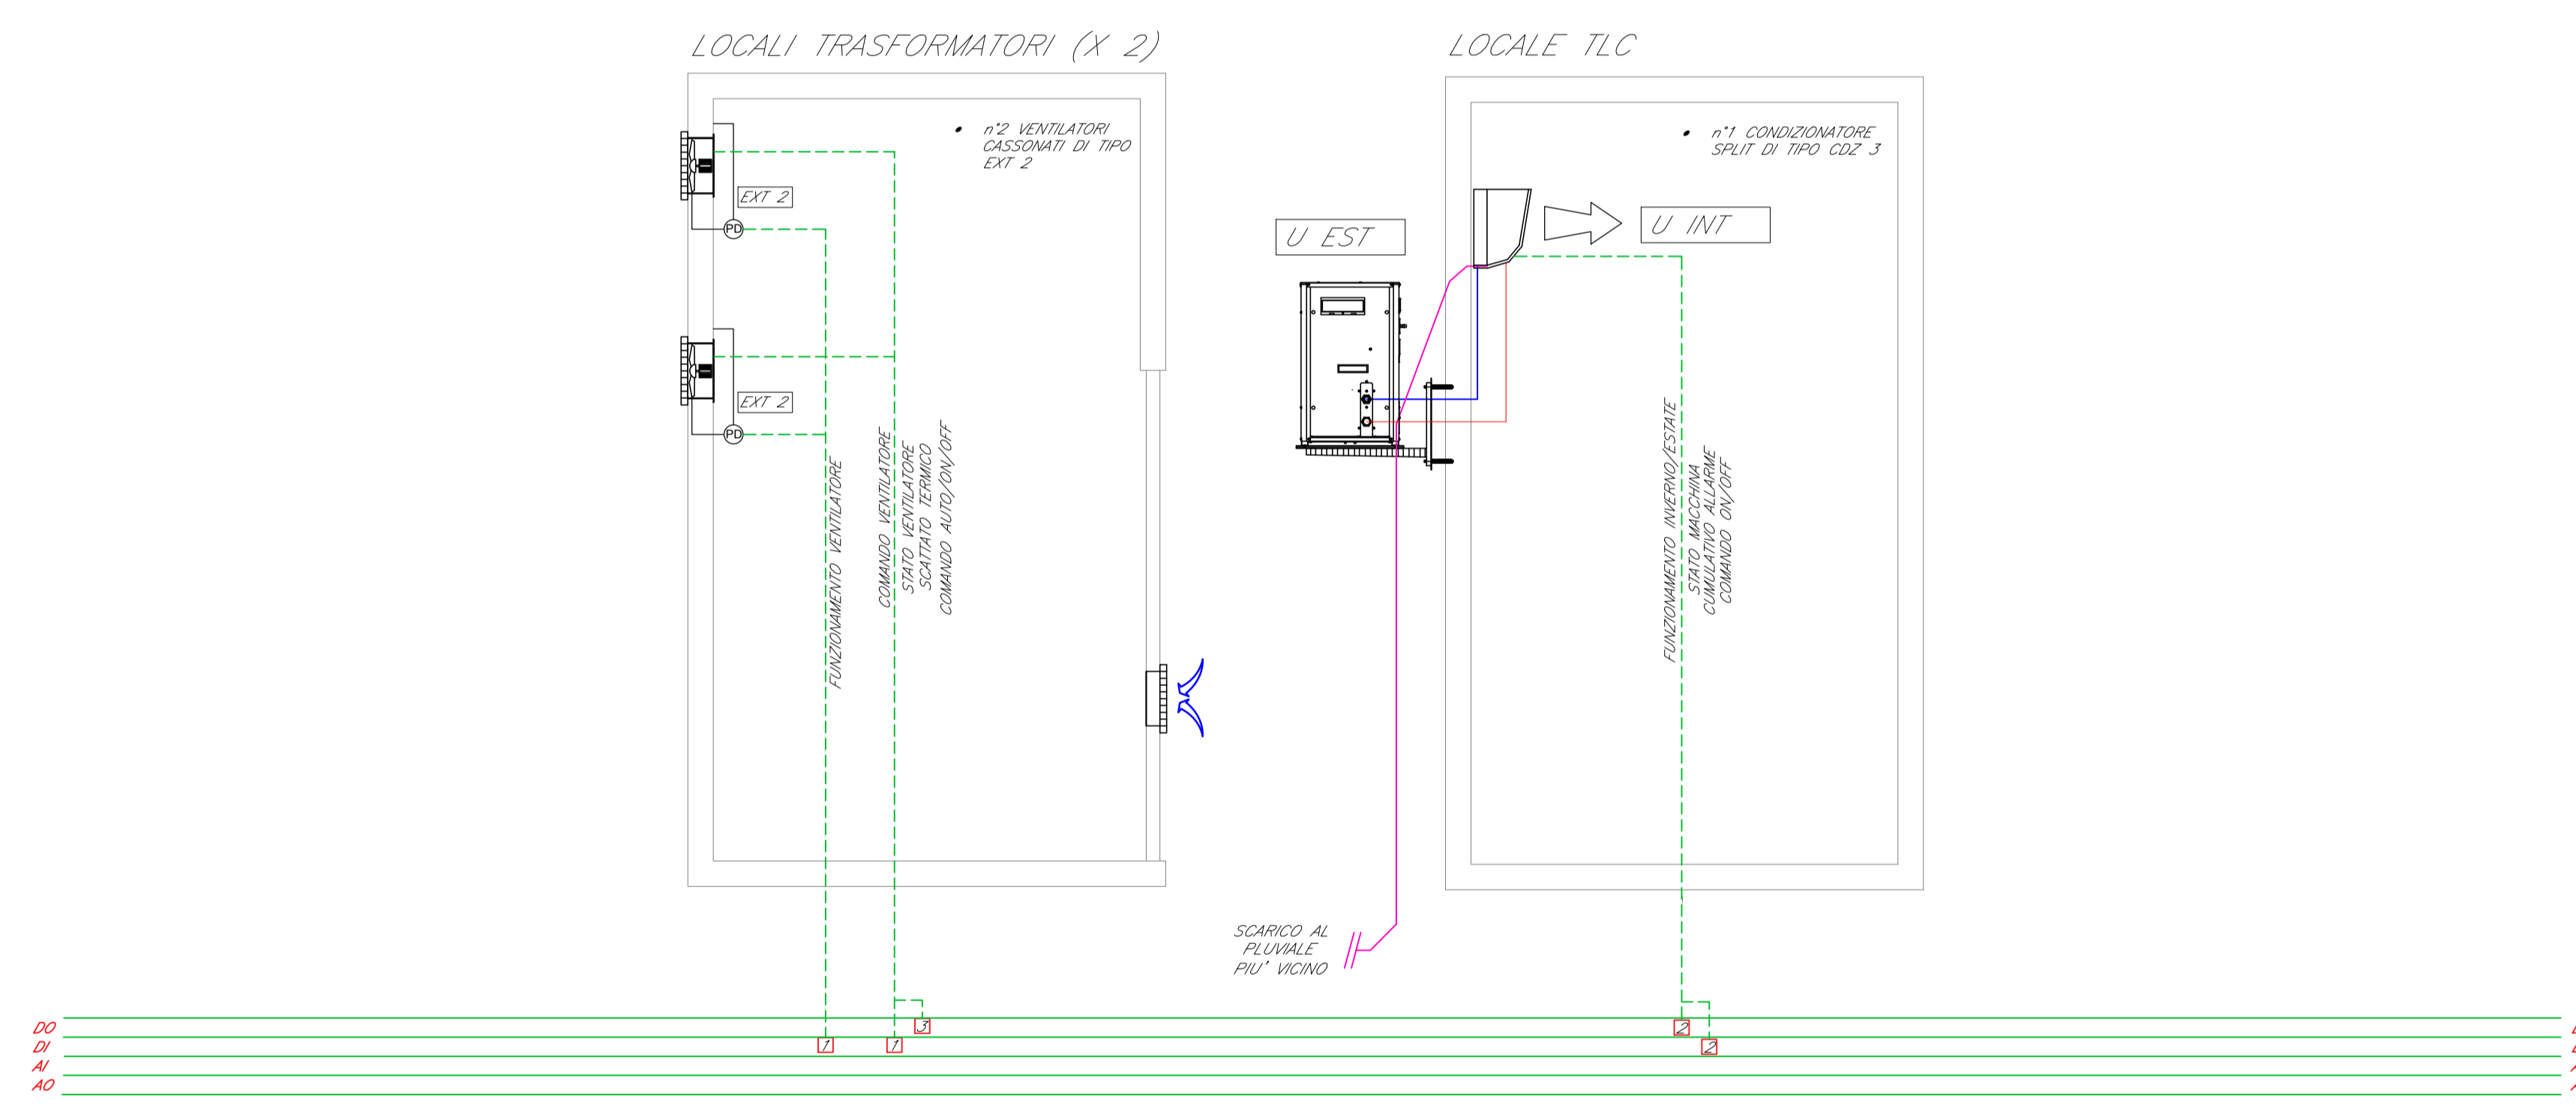 LOCALI TRASFORMATORI (X 2)
n°2 VENTILATORI
CASSONATI DI TIPO
EXT 2
EXT 2
PD
EXT 2
PD
FUNZIONAMENTO VENTILATORE
COMANDO VENTILATORE
STATO VENTILATORE
SCATTATO TERMICO
COMANDO AUTO/ON/OFF
LOCALE TLC
n°1 CONDIZIONATORE
SPLIT DI TIPO CDZ 3
U EST
U INT
FUNZIONAMENTO INVERNO/ESTATE
STATO MACCHINA
CUMULATIVO ALLARME
COMANDO ON/OFF
SCARICO AL
PLUVIALE
PIU' VICINO
DO
DI
AI
AO
3
1
1
2
2